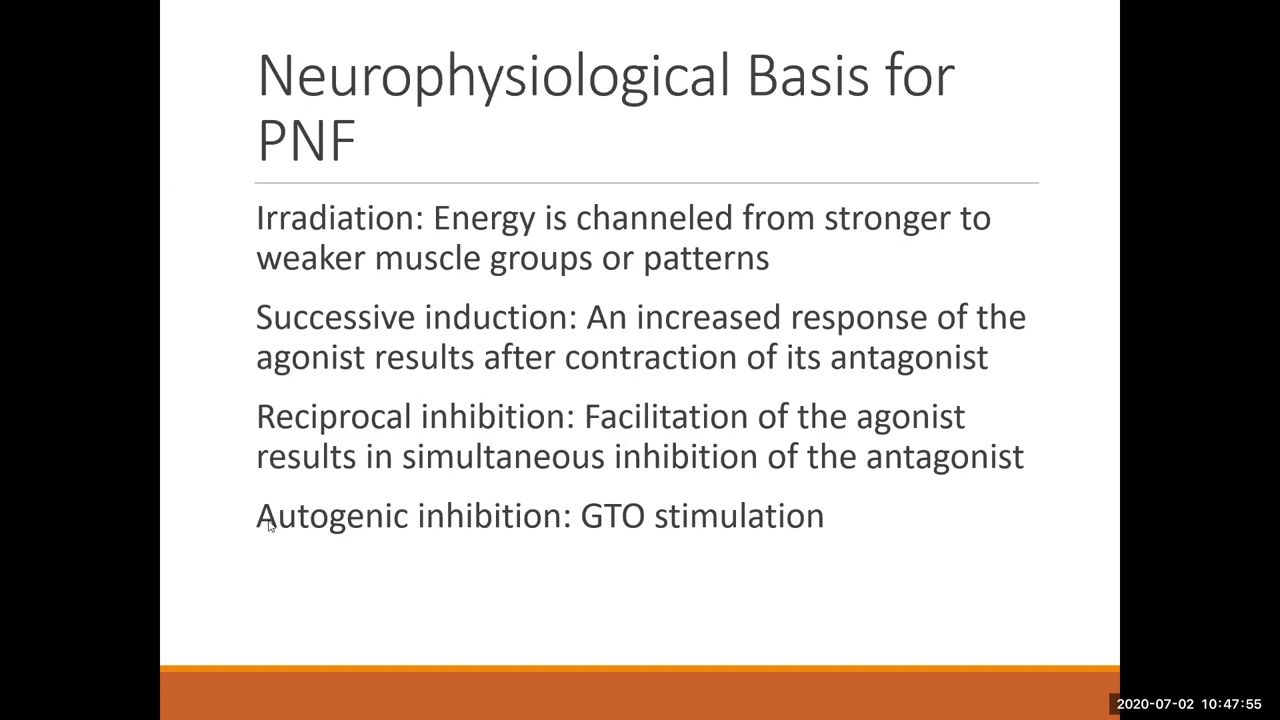 Neurophysiological Basis for
PNF
Irradiation: Energy is channeled from stronger to
weaker muscle groups or patterns
Successive induction: An increased response of the
agonist results after contraction of its antagonist
Reciprocal inhibition: Facilitation of the agonist
results in simultaneous inhibition of the antagonist
Autogenic inhibition: GTO stimulation
2020-07-02 10:47:55